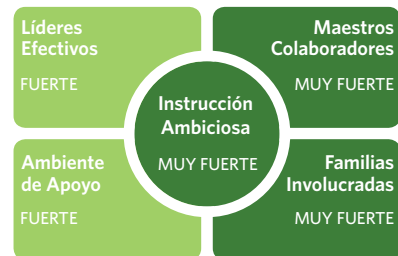 Líderes
Efectivos
FUERTE
Maestros
Colaboradores
MUY FUERTE
Instrucción
Ambiciosa
MUY FUERTE
Ambiente
de Apoyo
FUERTE
Familias
Involucradas
MUY FUERTE